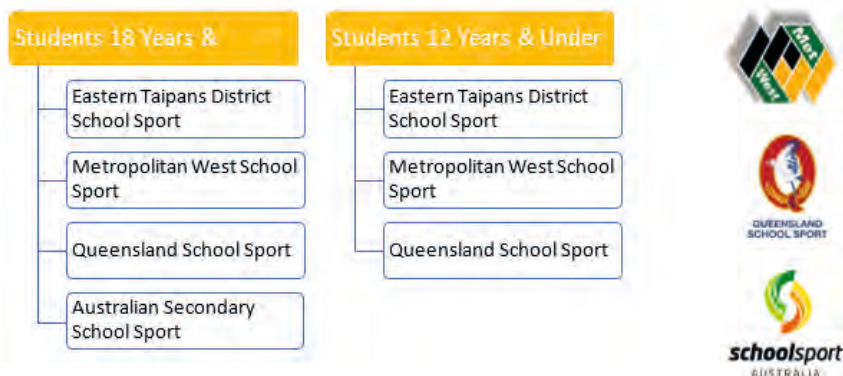 Students 18 Years &
Eastern Taipans District
School Sport
Metropolitan West School
Sport
Queensland School Sport
Australian Secondary
School Sport
Students 12 Years & Under
Eastern Taipans District
School Sport
Metropolitan West School
Sport
Queensland School Sport
Met
West
QUEENSLAND
SCHOOL SPORT
schoolsport
AUSTRALIA